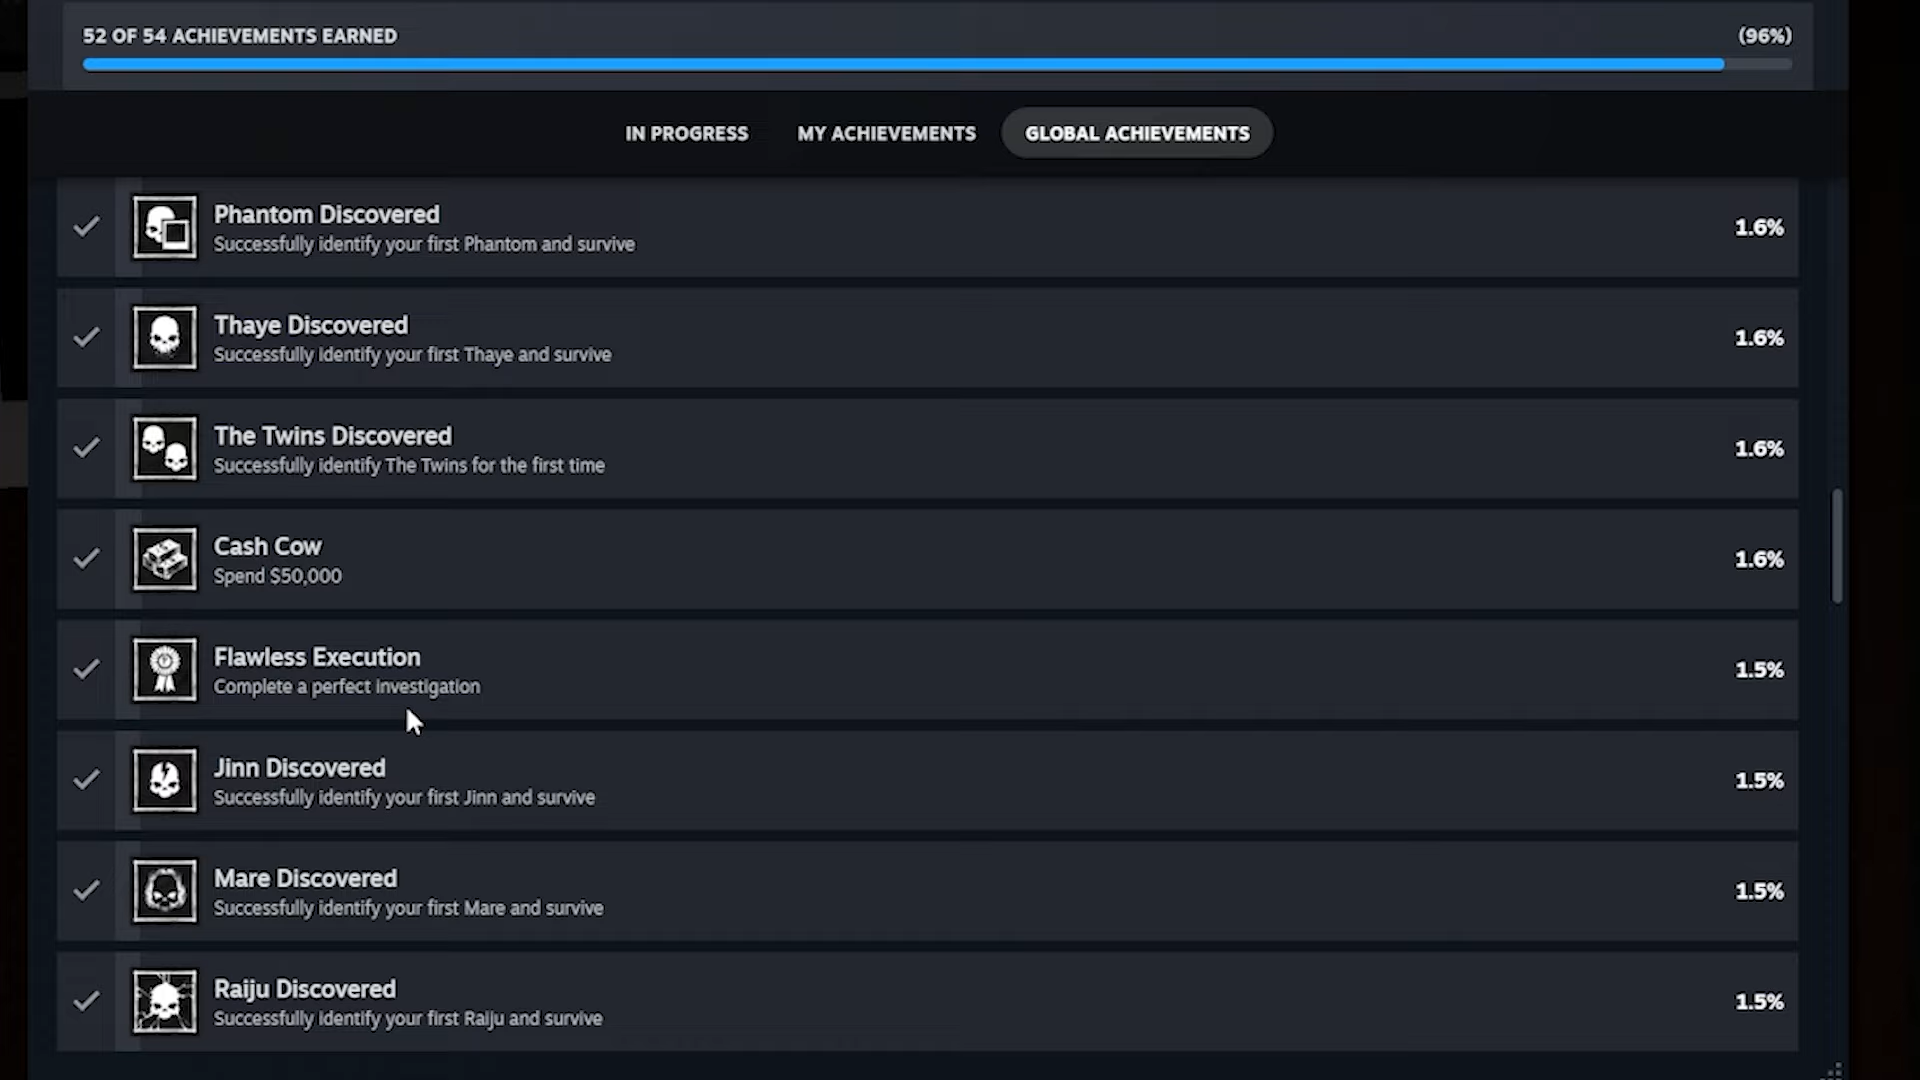 52 OF 54 ACHIEVEMENTS EARNED
(96%)
IN PROGRESS
MY ACHIEVEMENTS
GLOBAL ACHIEVEMENTS
Phantom Discovered
Successfully identify your first Phantom and survive
1.6%
Thaye Discovered
Successfully identify your first Thaye and survive
1.6%
The Twins Discovered
Successfully identify The Twins for the first time
1.6%
Cash Cow
Spend $50,000
1.6%
Flawless Execution
Complete a perfect investigation
1.5%
Jinn Discovered
Successfully identify your first Jinn and survive
1.5%
Mare Discovered
Successfully identify your first Mare and survive
1.5%
Raiju Discovered
Successfully identify your first Raiju and survive
1.5%